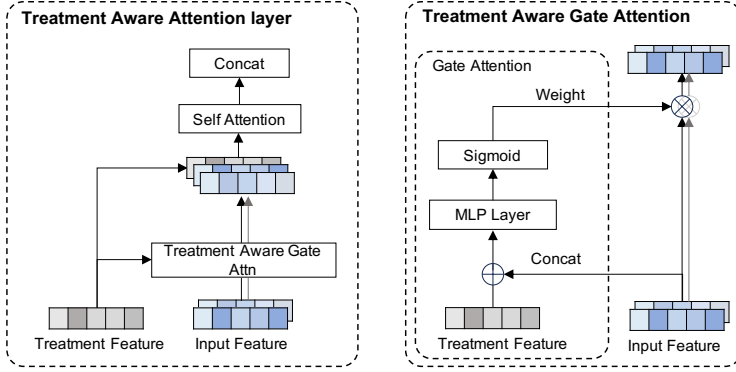 Treatment Aware Attention layer
Concat
Self Attention
Treatment Aware Gate
Attn
Treatment Feature
Input Feature
Treatment Aware Gate Attention
Gate Attention
Weight
Sigmoid
MLP Layer
Concat
Treatment Feature
Input Feature